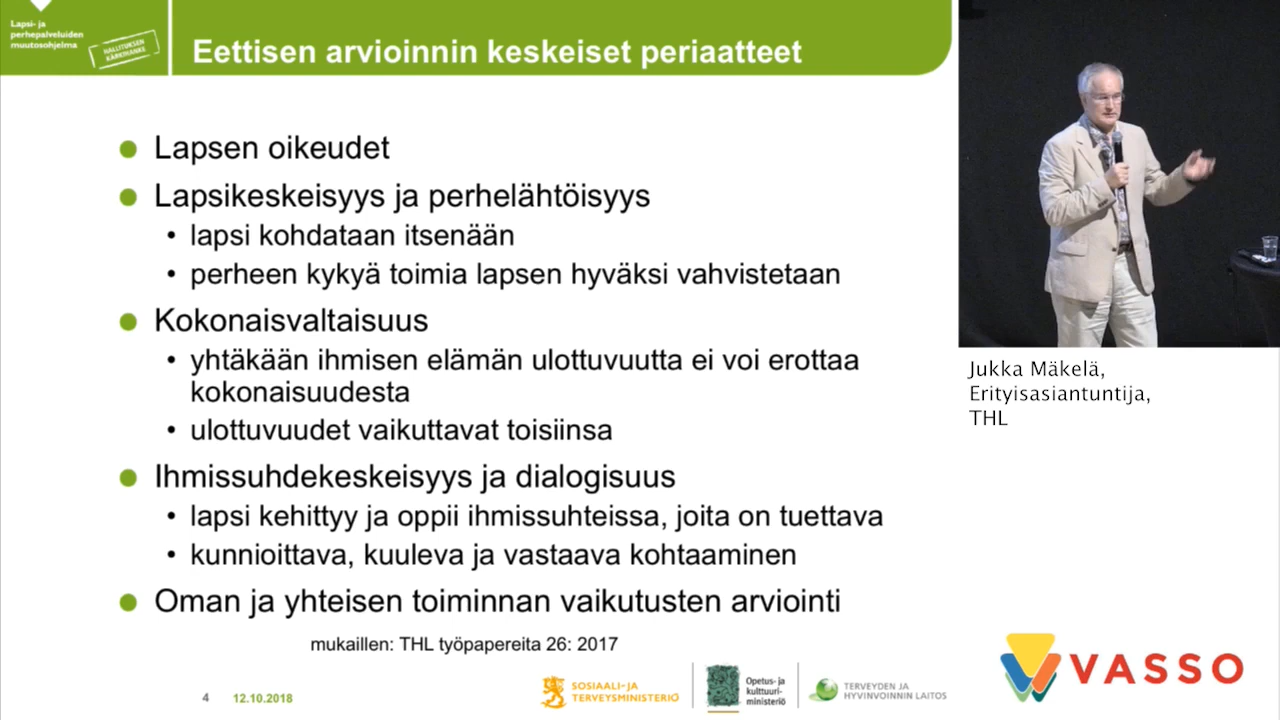 Lapsi- ja
perhepalveluiden
muutosohjelma
HALLITUKSEN
KÄRKIHANKE
Eettisen arvioinnin keskeiset periaatteet
Lapsen oikeudet
Lapsikeskeisyys ja perhelähtöisyys
lapsi kohdataan itsenään
perheen kykyä toimia lapsen hyväksi vahvistetaan
Kokonaisvaltaisuus
yhtäkään ihmisen elämän ulottuvuutta ei voi erottaa
kokonaisuudesta
ulottuvuudet vaikuttavat toisiinsa
Ihmissuhdekeskeisyys ja dialogisuus
lapsi kehittyy ja oppii ihmissuhteissa, joita on tuettava
kunnioittava, kuuleva ja vastaava kohtaaminen
Oman ja yhteisen toiminnan vaikutusten arviointi
mukaillen: THL työpapereita 26: 2017
4 12.10.2018
SOSIAALI- JA
TERVEYSMINISTERIÖ
Opetus- ja
kulttuuri-
ministeriö
TERVEYDEN JA
HYVINVOINNIN LAITOS
Jukka Mäkelä,
Erityisasiantuntija,
THL
VASSO